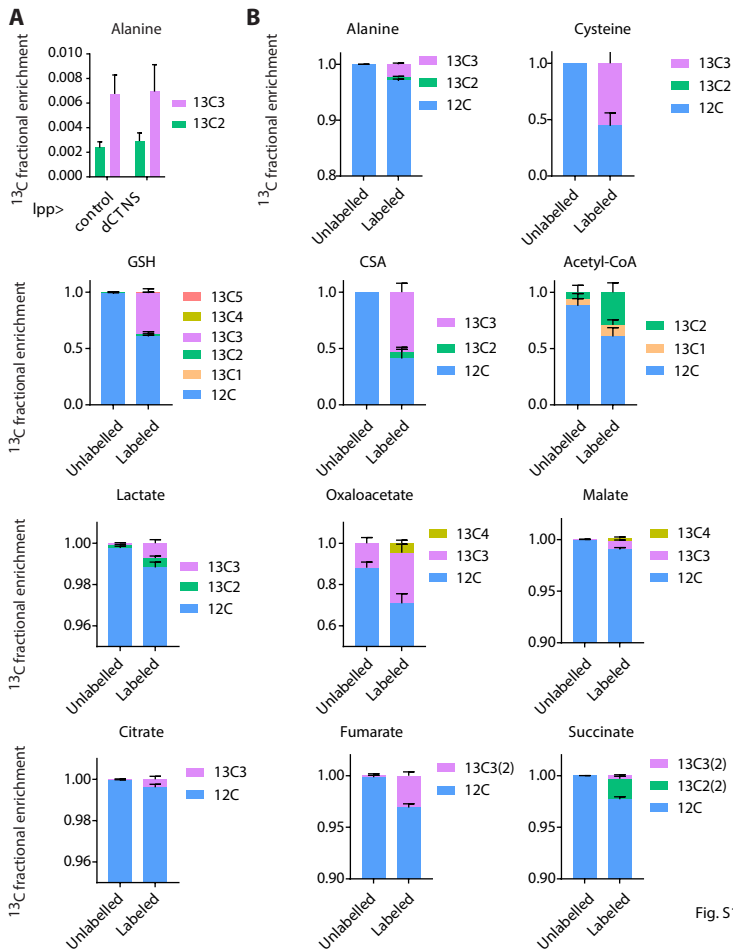 A
Alanine
13C fractional enrichment
0.010
0.008
0.006
0.004
0.002
0.000
13C3
13C2
lpp>
control
dCTNS
B
Alanine
13C fractional enrichment
1.0
0.9
0.8
13C3
13C2
12C
Unlabelled
Labeled
Cysteine
1.0
0.5
0.0
13C3
13C2
12C
Unlabelled
Labeled
GSH
13C fractional enrichment
1.0
0.5
0.0
13C5
13C4
13C3
13C2
13C1
12C
Unlabelled
Labeled
CSA
1.0
0.5
0.0
13C3
13C2
12C
Unlabelled
Labeled
Acetyl-CoA
1.0
0.5
0.0
13C2
13C1
12C
Unlabelled
Labeled
Lactate
13C fractional enrichment
1.00
0.98
0.96
13C3
13C2
12C
Unlabelled
Labeled
Oxaloacetate
1.0
0.8
0.6
13C4
13C3
12C
Unlabelled
Labeled
Malate
1.00
0.95
0.90
13C4
13C3
12C
Unlabelled
Labeled
Citrate
13C fractional enrichment
1.00
0.98
0.96
13C3
12C
Unlabelled
Labeled
Fumarate
1.00
0.95
0.90
13C3(2)
12C
Unlabelled
Labeled
Succinate
1.00
0.95
0.90
13C3(2)
13C2(2)
12C
Unlabelled
Labeled
Fig.